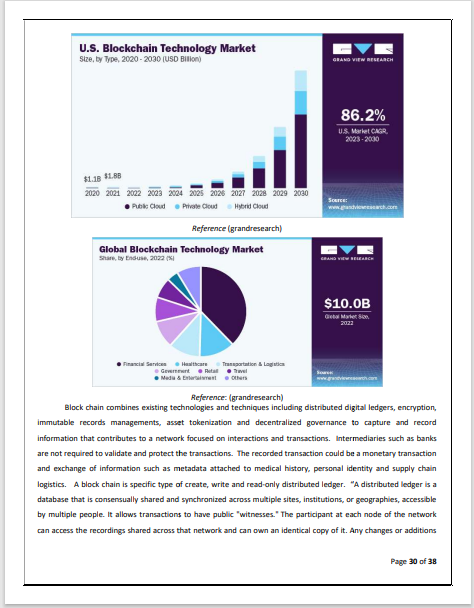 U.S. Blockchain Technology Market
Size, by Type, 2020 - 2030 (USD Billion)
GRAND VIEW RESEARCH
86.2%
U.S. Market CAGR,
2023 - 2030
$1.1B $1.8B
2020 2021 2022 2023 2024 2025 2026 2027 2028 2029 2030
Public Cloud Private Cloud Hybrid Cloud
Source:
www.grandviewresearch.com
Reference (grandresearch)
Global Blockchain Technology Market
Share, by End-use, 2022 (%)
GRAND VIEW RESEARCH
$10.0B
Global Market Size,
2022
Financial Services Healthcare Transportation & Logistics
Government Retail Travel
Media & Entertainment Others
Source:
www.grandviewresearch.com
Reference: (grandresearch)
Block chain combines existing technologies and techniques including distributed digital ledgers, encryption,
immutable records managements, asset tokenization and decentralized governance to capture and record
information that contributes to a network focused on interactions and transactions. Intermediaries such as banks
are not required to validate and protect the transactions. The recorded transaction could be a monetary transaction
and exchange of information such as metadata attached to medical history, personal identity and supply chain
logistics. A block chain is specific type of create, write and read-only distributed ledger. "A distributed ledger is a
database that is consensually shared and synchronized across multiple sites, institutions, or geographies, accessible
by multiple people. It allows transactions to have public "witnesses." The participant at each node of the network
can access the recordings shared across that network and can own an identical copy of it. Any changes or additions
Page 30 of 38